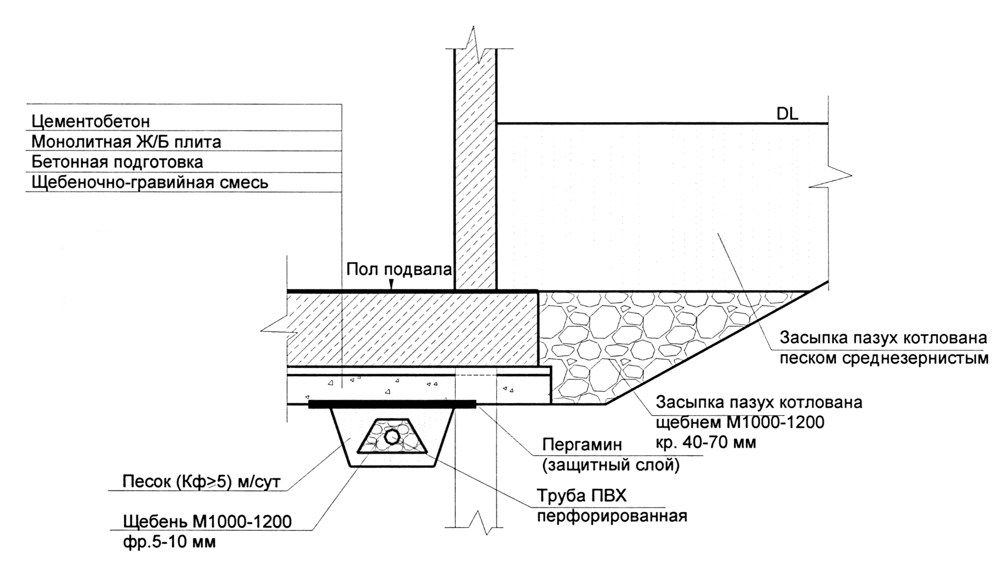 DL
Цементобетон
Монолитная Ж/Б плита
Бетонная подготовка
Щебеночно-гравийная смесь
Пол подвала
Засыпка пазух котлована
песком среднезернистым
Засыпка пазух котлована
щебнем М1000-1200
кр. 40-70 мм
Пергамин
(защитный слой)
Песок (Кф≥5) м/сут
Труба ПВХ
перфорированная
Щебень М1000-1200
фр.5-10 мм